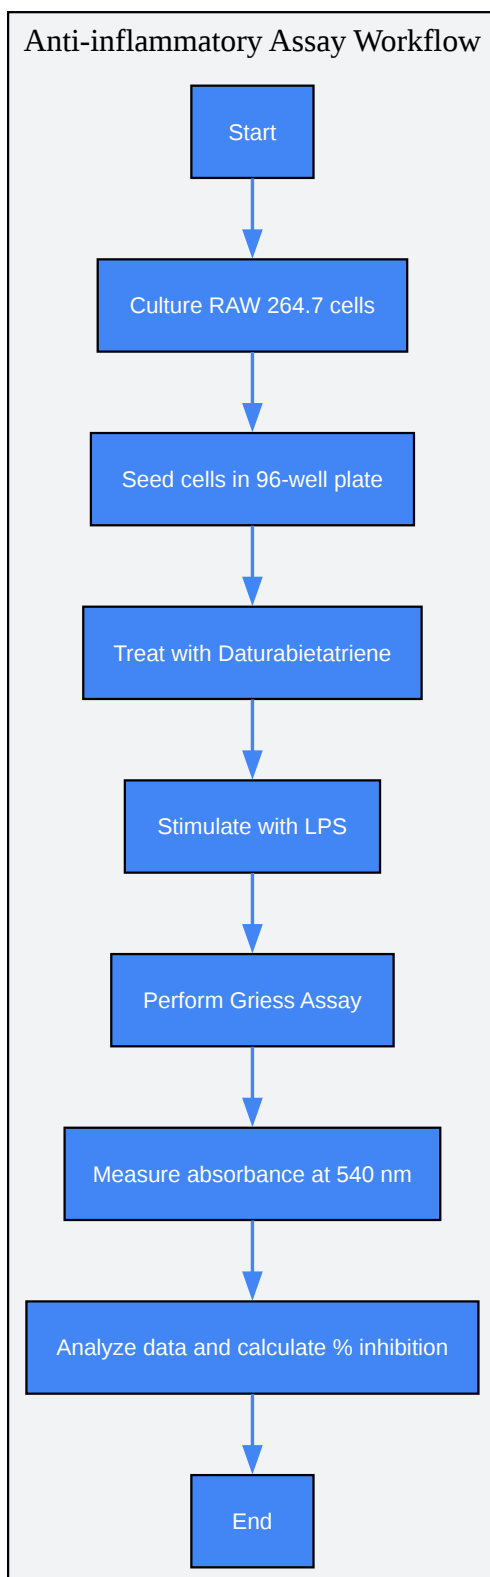 Anti-inflammatory Assay Workflow
Start
Culture RAW 264.7 cells
Seed cells in 96-well plate
Treat with Daturabietatriene
Stimulate with LPS
Perform Griess Assay
Measure absorbance at 540 nm
Analyze data and calculate % inhibition
End